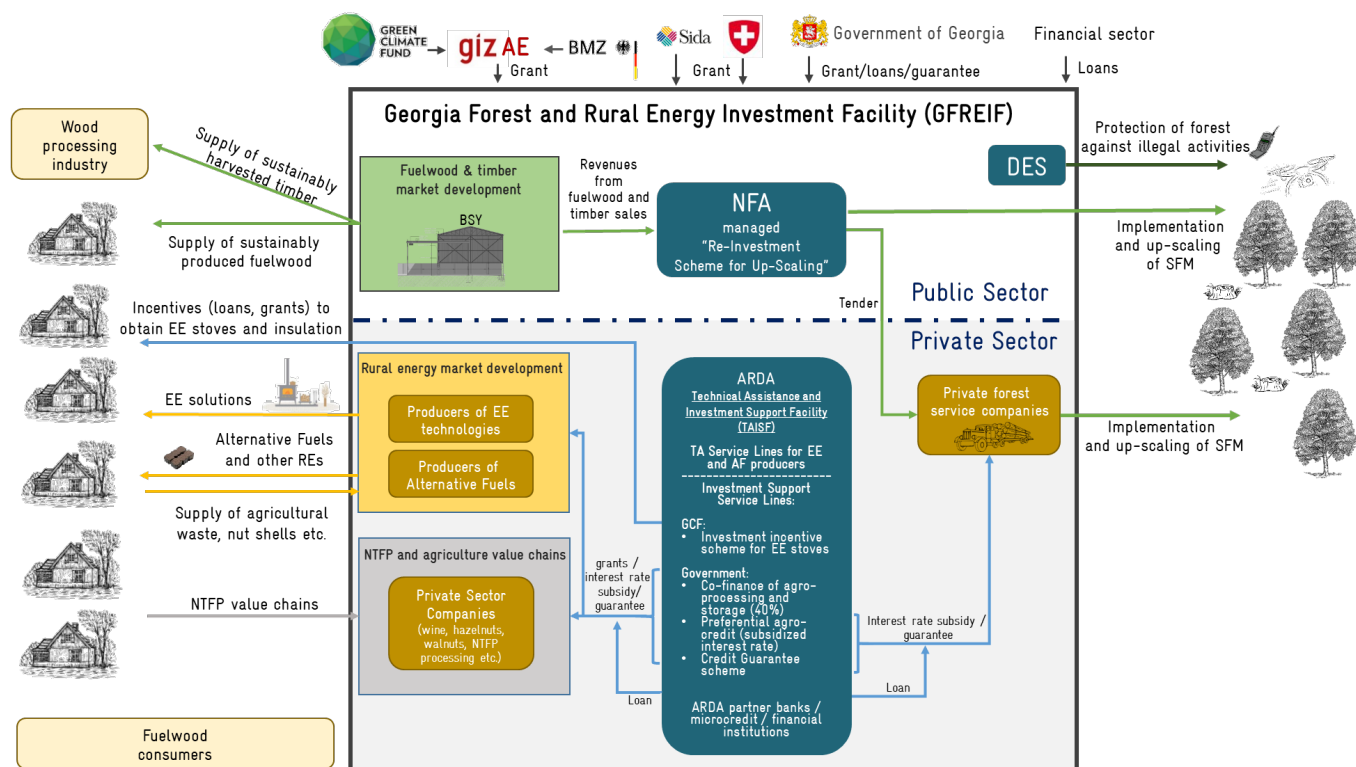 GREEN
CLIMATE
FUND
giz AE
BMZ
Sida
Government of Georgia
Financial sector
Grant
Grant
Grant/loans/guarantee
Loans
Georgia Forest and Rural Energy Investment Facility (GFREIF)
Wood
processing
industry
Supply of sustainably
harvested timber
Fuelwood & timber
market development
BSY
Revenues
from
fuelwood and
timber sales
NFA
managed
“Re-Investment
Scheme for Up-Scaling”
DES
Protection of forest
against illegal activities
Supply of sustainably
produced fuelwood
Implementation
and up-scaling
of SFM
Tender
Public Sector
Private Sector
Incentives (loans, grants) to
obtain EE stoves and insulation
Rural energy market development
EE solutions
Producers of EE
technologies
Alternative Fuels
and other REs
Producers of
Alternative Fuels
Supply of agricultural
waste, nut shells etc.
ARDA
Technical Assistance and
Investment Support Facility
(TAISF)
TA Service Lines for EE
and AF producers
Investment Support
Service Lines:
GCF:
• Investment incentive
scheme for EE stoves
Government:
• Co-finance of agro-
processing and
storage (40%)
• Preferential agro-
credit (subsidized
interest rate)
• Credit Guarantee
scheme
ARDA partner banks /
microcredit / financial
institutions
Private forest
service companies
Implementation
and up-scaling of SFM
NTFP and agriculture value chains
Private Sector
Companies
(wine, hazelnuts,
walnuts, NTFP
processing etc.)
NTFP value chains
grants /
interest rate
subsidy/
guarantee
Loan
Interest rate subsidy /
guarantee
Loan
Fuelwood
consumers